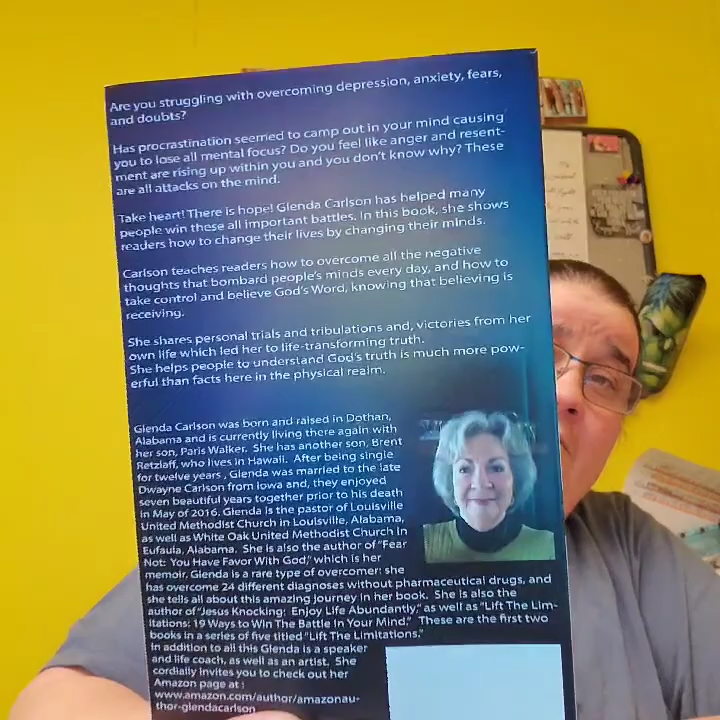 Are you struggling with overcoming depression, anxiety, fears,
and doubts?
Has procrastination seemed to camp out in your mind causing
you to lose all mental focus? Do you feel like anger and resent-
ment are rising up within you and you don't know why? These
are all attacks on the mind.
Take heart! There is hope! Glenda Carlson has helped many
people win these all important battles. In this book, she shows
readers how to change their lives by changing their minds.
Carlson teaches readers how to overcome all the negative
thoughts that bombard people's minds every day, and how to
take control and believe God's Word, knowing that believing is
receiving.
She shares personal trials and tribulations and, victories from her
own life which led her to life-transforming truth.
She helps people to understand God's truth is much more pow-
erful than facts here in the physical realm.
Glenda Carlson was born and raised in Dothan,
Alabama and is currently living there again with
her son, Paris Walker. She has another son, Brent
Retzlaff, who lives in Hawaii. After being single
for twelve years, Glenda was married to the late
Dwayne Carlson from Iowa and, they enjoyed
seven beautiful years together prior to his death
in May of 2016. Glenda is the pastor of Louisville
United Methodist Church in Louisville, Alabama,
as well as White Oak United Methodist Church in
Eufaula, Alabama. She is also the author of "Fear
Not: You Have Favor With God," which is her
memoir. Glenda is a rare type of overcomer: she
has overcome 24 different diagnoses without pharmaceutical drugs, and
she tells all about this amazing journey in her book. She is also the
author of "Jesus Knocking: Enjoy Life Abundantly," as well as "Lift The Lim-
itations: 19 Ways to Win The Battle In Your Mind." These are the first two
books in a series of five titled "Lift The Limitations."
In addition to all this Glenda is a speaker
and life coach, as well as an artist. She
cordially invites you to check out her
Amazon page at :
www.amazon.com/author/amazonau-
thor-glendacarlson